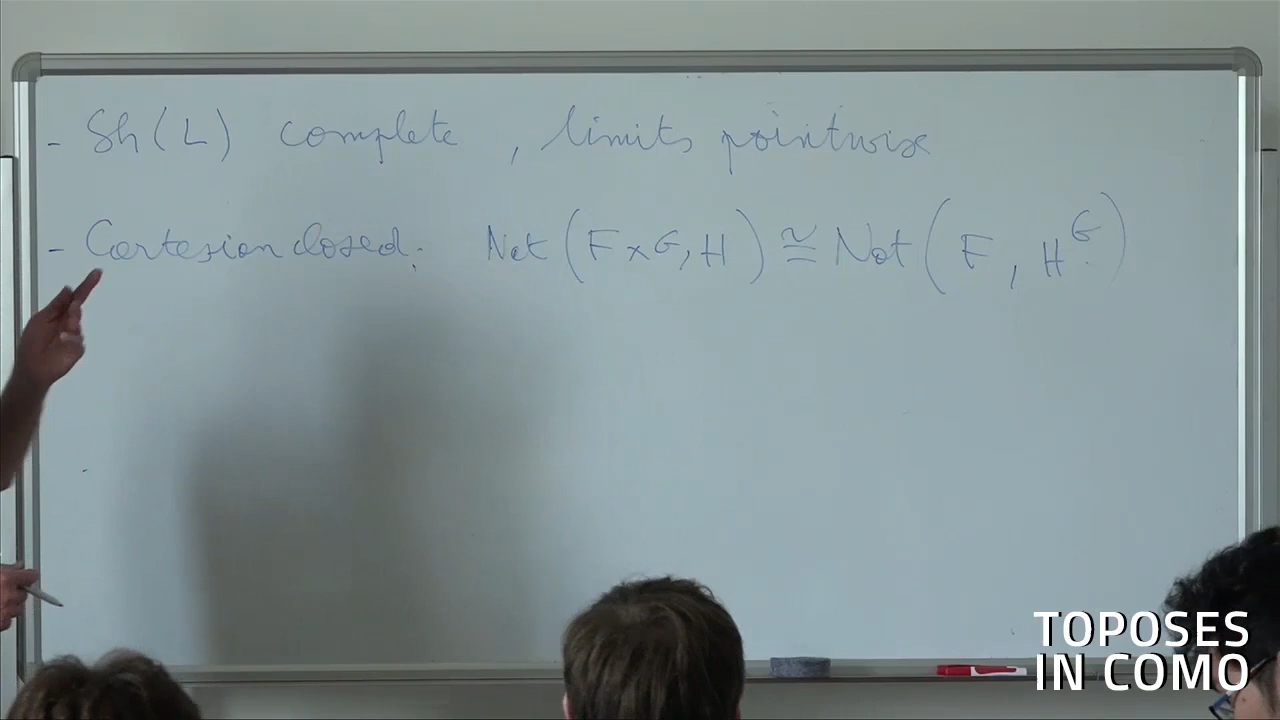 - Sh(L) complete, limits pointwise
- Cartesian closed: Nat(F×G, H) ≅ Nat(F, H^G)
TOPOSES
IN COMO